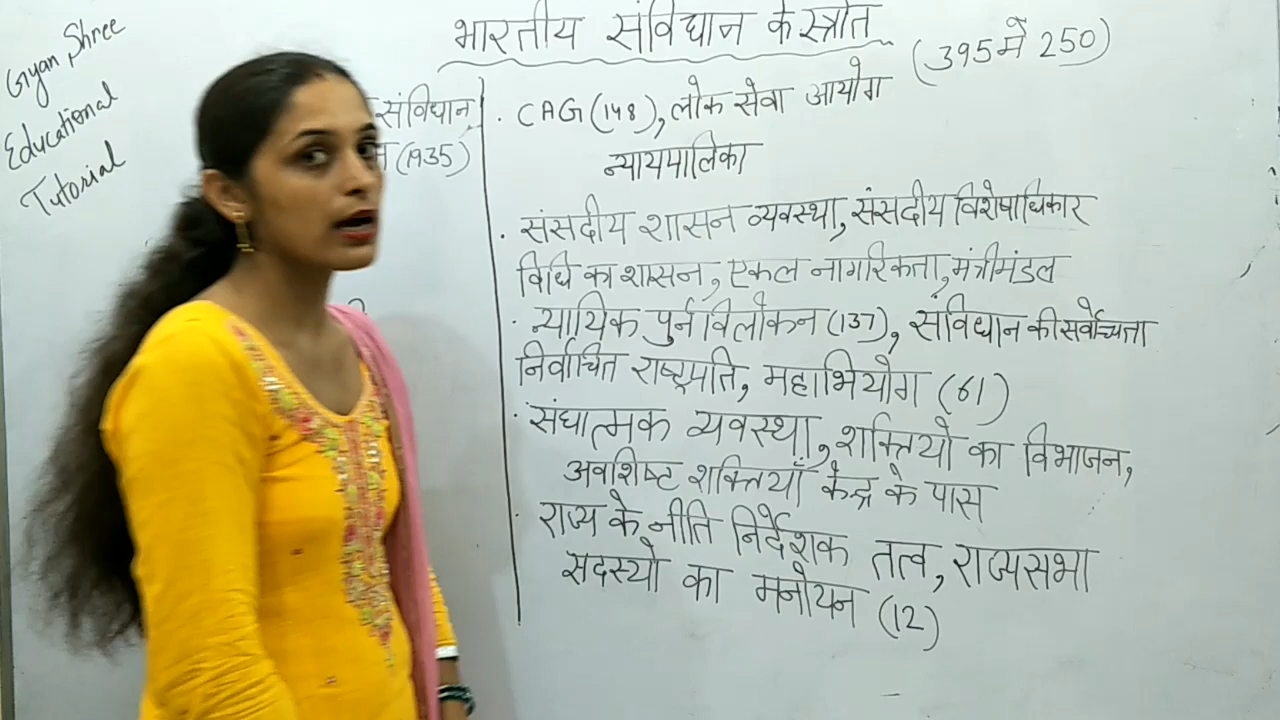 Gyan Shree
Educational
Tutorial
भारतीय संविधान के स्त्रोत
(395 में 250)
संविधान
(1935)
. CAG (148), लोक सेवा आयोग
न्यायपालिका
. संसदीय शासन व्यवस्था, संसदीय विशेषाधिकार
विधि का शासन, एकल नागरिकता, मंत्रीमंडल
. न्यायिक पुर्नविलोकन (137), संविधान की सर्वोच्चता
निर्वाचित राष्ट्रपति, महाभियोग (61)
. संघात्मक व्यवस्था, शक्तियो का विभाजन,
अवशिष्ट शक्तियाँ केन्द्र के पास
. राज्य के नीति निर्देशक तत्व, राज्यसभा
सदस्यो का मनोयन (12)